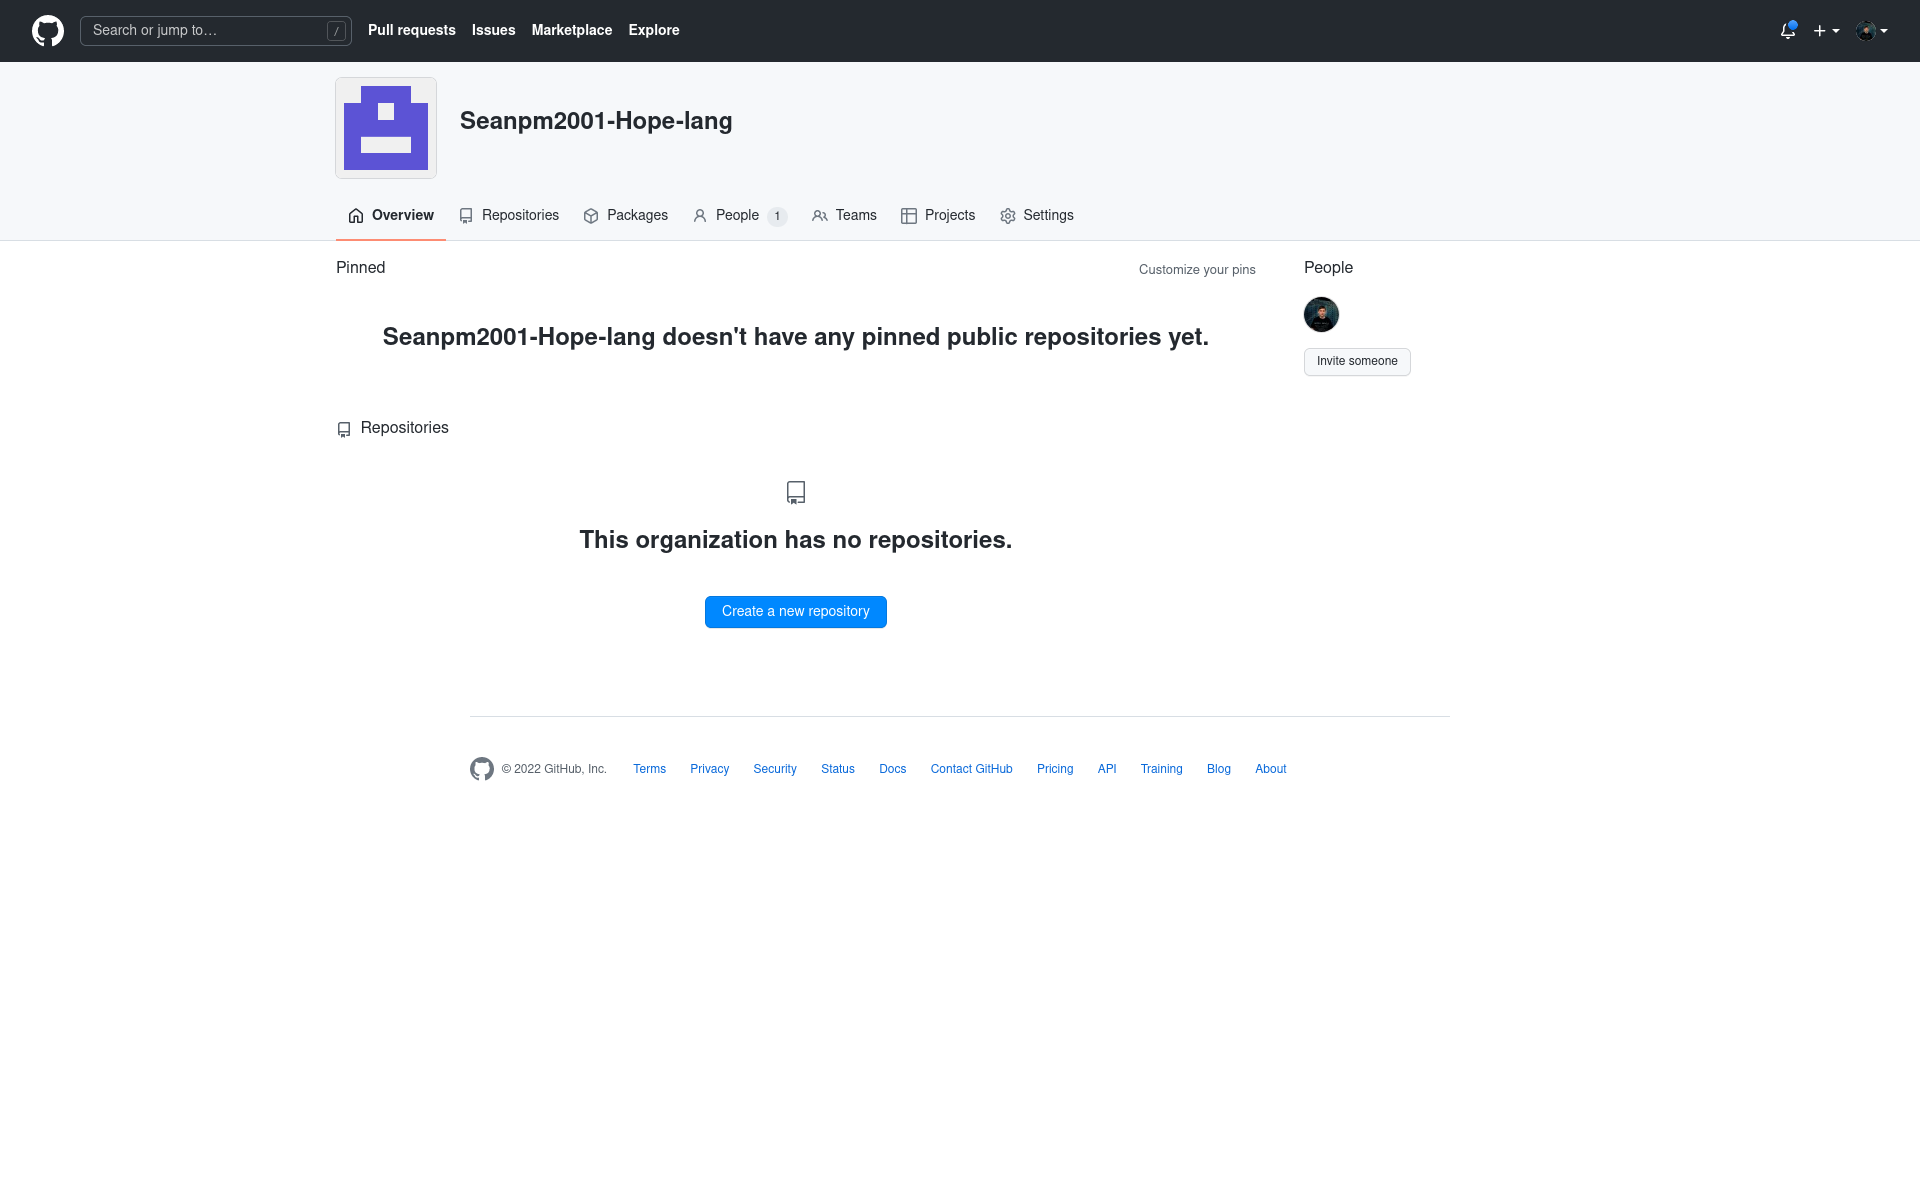 Search or jump to… /
Pull requests Issues Marketplace Explore
Seanpm2001-Hope-lang
Overview Repositories Packages People 1 Teams Projects Settings
Pinned
Customize your pins
Seanpm2001-Hope-lang doesn't have any pinned public repositories yet.
People
Invite someone
Repositories
This organization has no repositories.
Create a new repository
© 2022 GitHub, Inc. Terms Privacy Security Status Docs Contact GitHub Pricing API Training Blog About